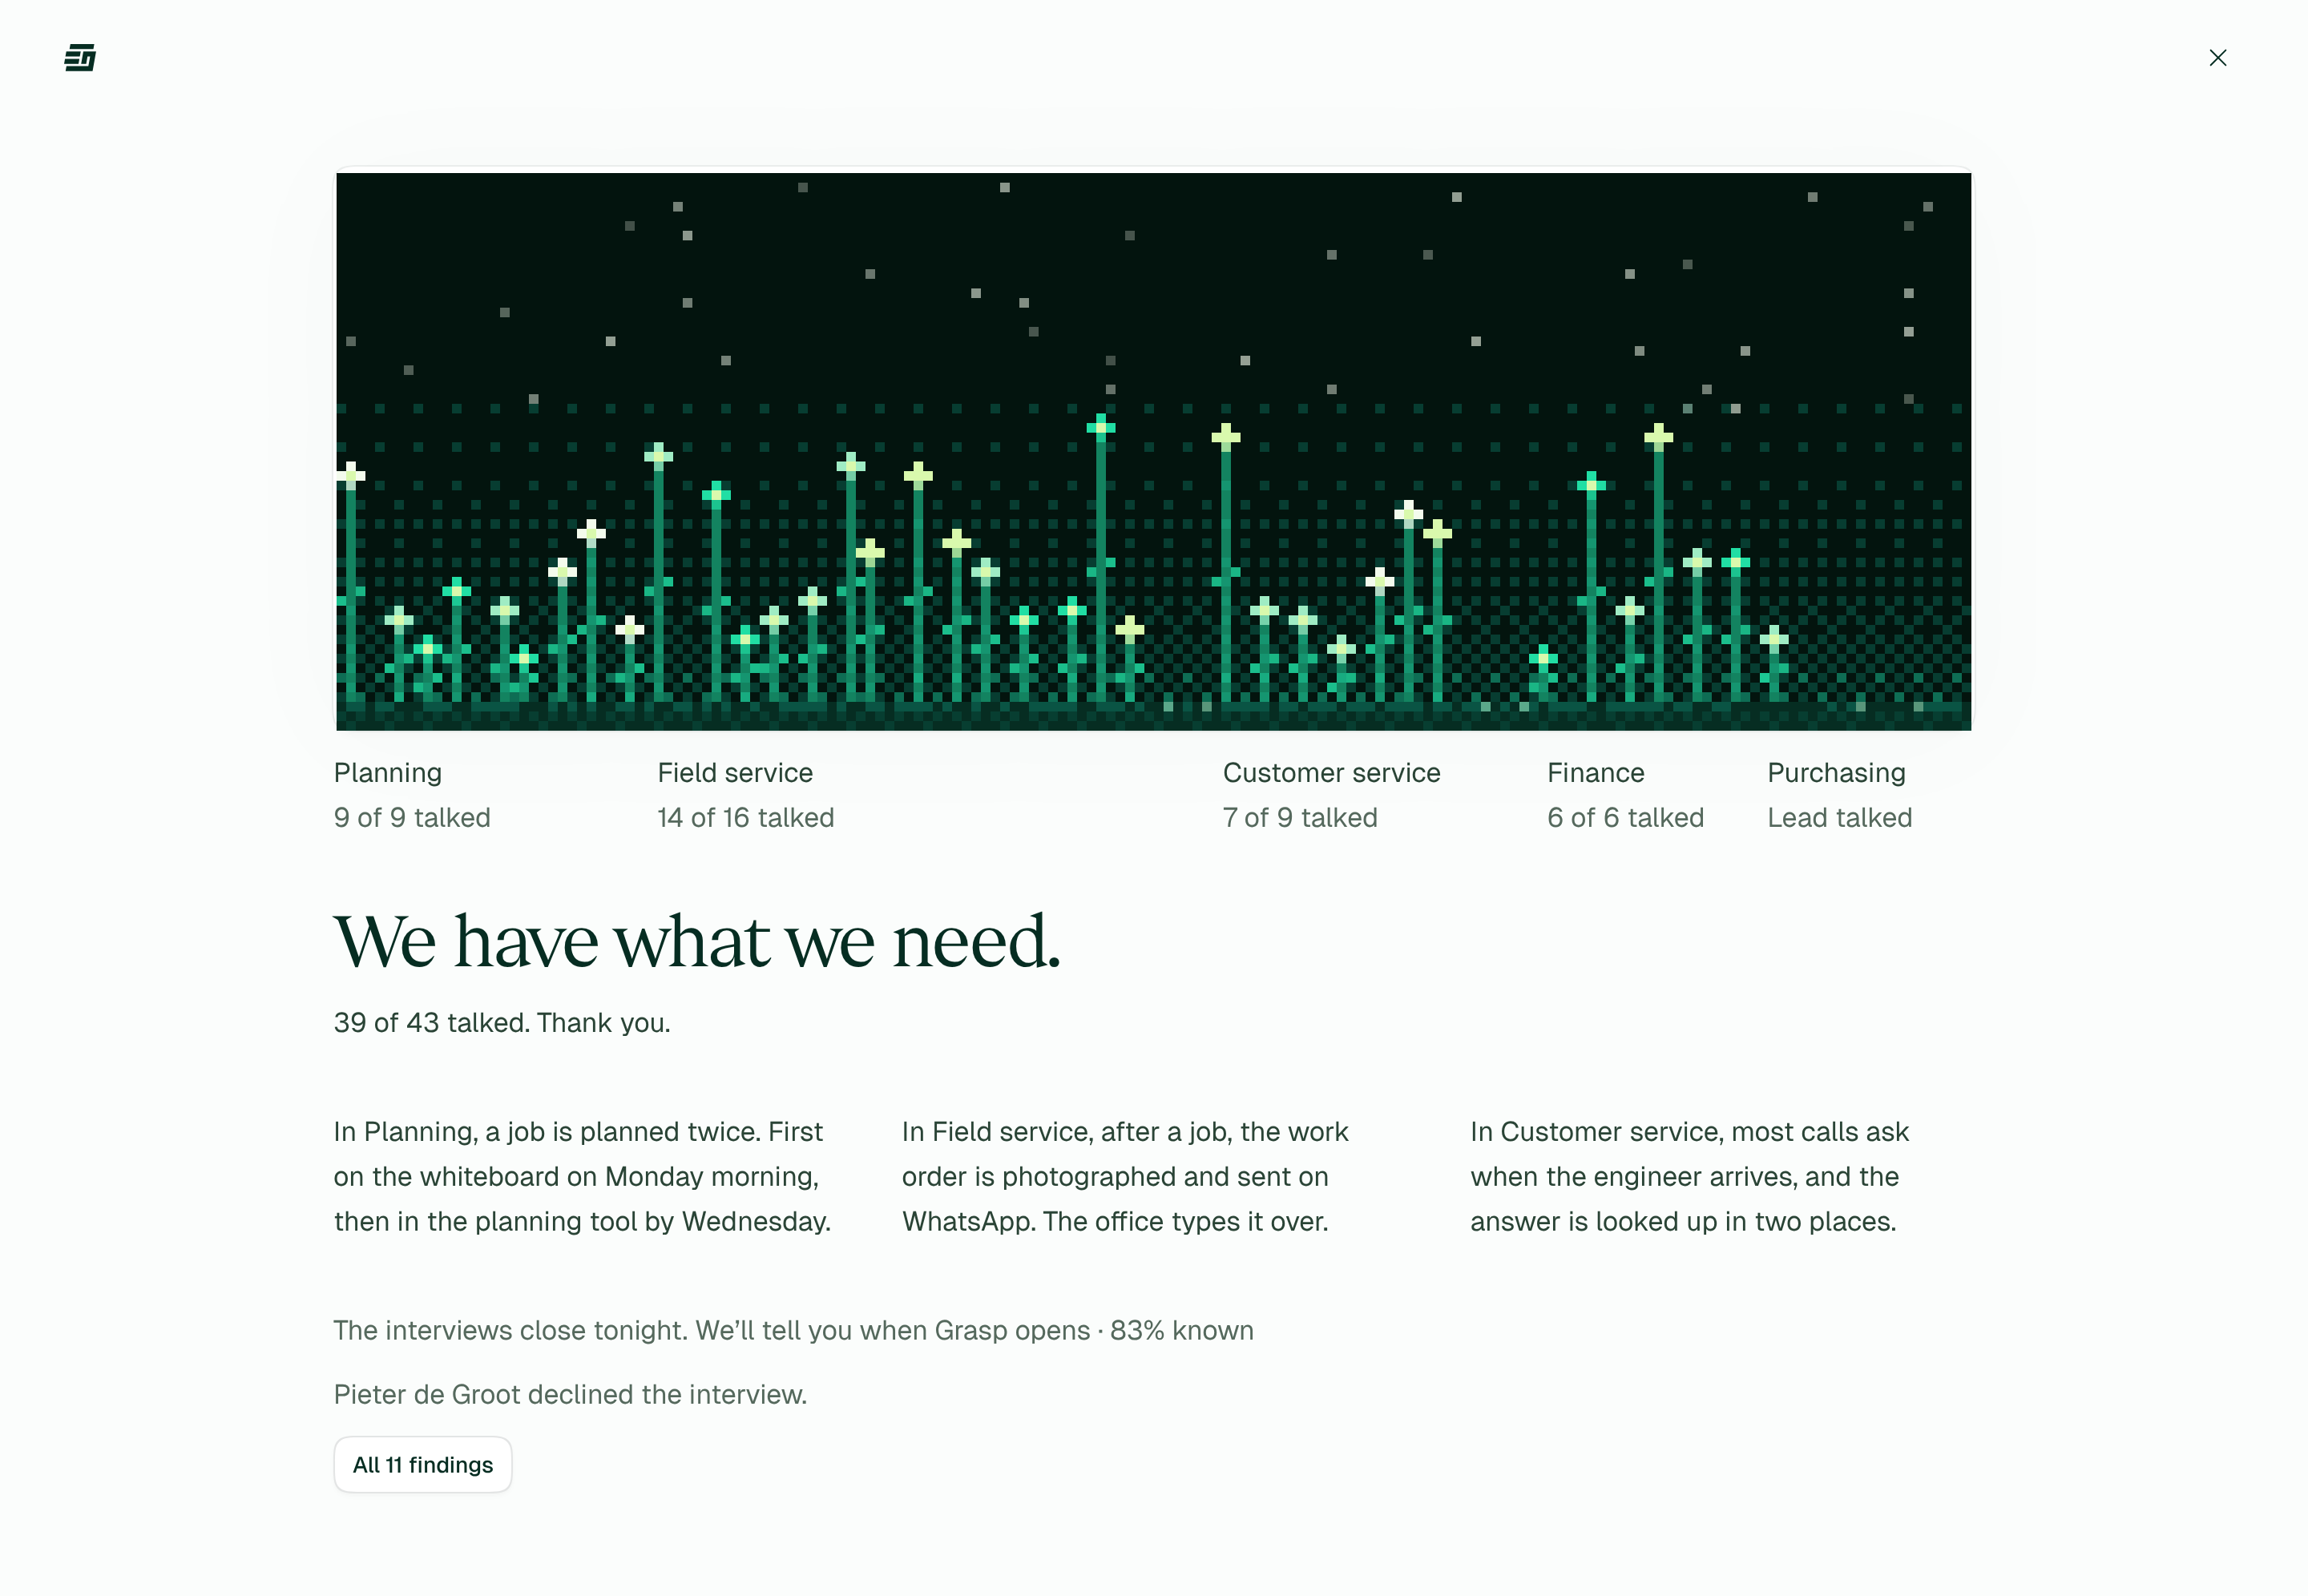 Planning
9 of 9 talked
Field service
14 of 16 talked
Customer service
7 of 9 talked
Finance
6 of 6 talked
Purchasing
Lead talked
We have what we need.
39 of 43 talked. Thank you.
In Planning, a job is planned twice. First
on the whiteboard on Monday morning,
then in the planning tool by Wednesday.
In Field service, after a job, the work
order is photographed and sent on
WhatsApp. The office types it over.
In Customer service, most calls ask
when the engineer arrives, and the
answer is looked up in two places.
The interviews close tonight. We’ll tell you when Grasp opens · 83% known
Pieter de Groot declined the interview.
All 11 findings